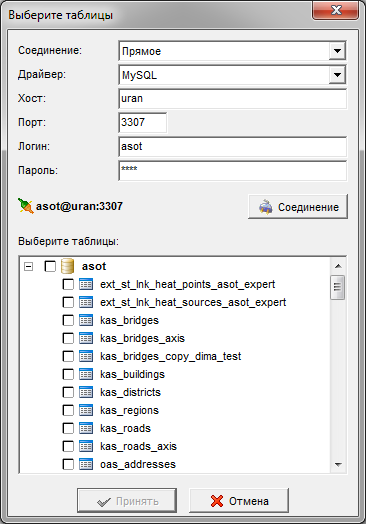 Выберите таблицы
Соединение: Прямое
Драйвер: MySQL
Хост: uran
Порт: 3307
Логин: asot
Пароль: ****
asot@uran:3307 Соединение
Выберите таблицы:
asot
ext_st_lnk_heat_points_asot_expert
ext_st_lnk_heat_sources_asot_expert
kas_bridges
kas_bridges_axis
kas_bridges_copy_dima_test
kas_buildings
kas_districts
kas_regions
kas_roads
kas_roads_axis
oas_addresses
Принять Отмена